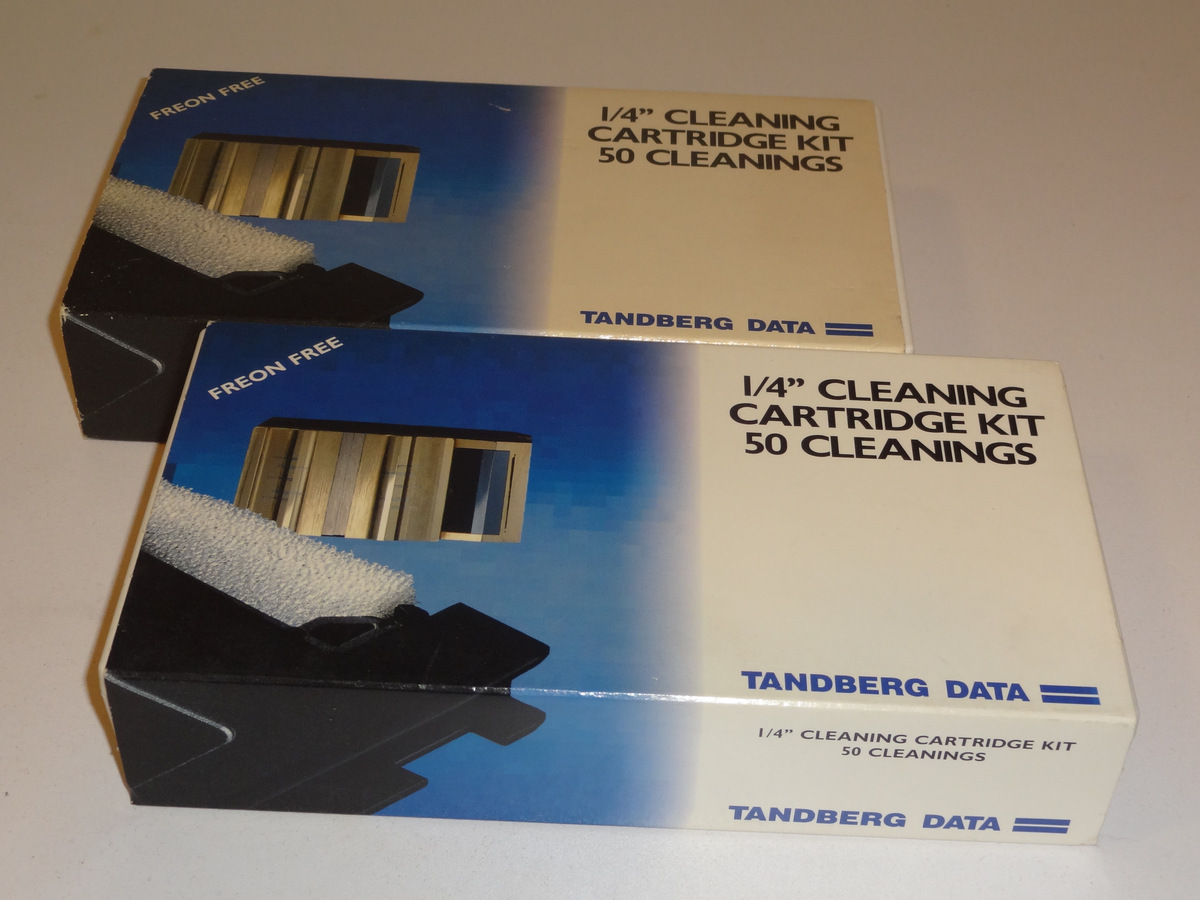 FREON FREE
1/4” CLEANING
CARTRIDGE KIT
50 CLEANINGS
TANDBERG DATA
FREON FREE
1/4” CLEANING
CARTRIDGE KIT
50 CLEANINGS
TANDBERG DATA
1/4” CLEANING CARTRIDGE KIT
50 CLEANINGS
TANDBERG DATA